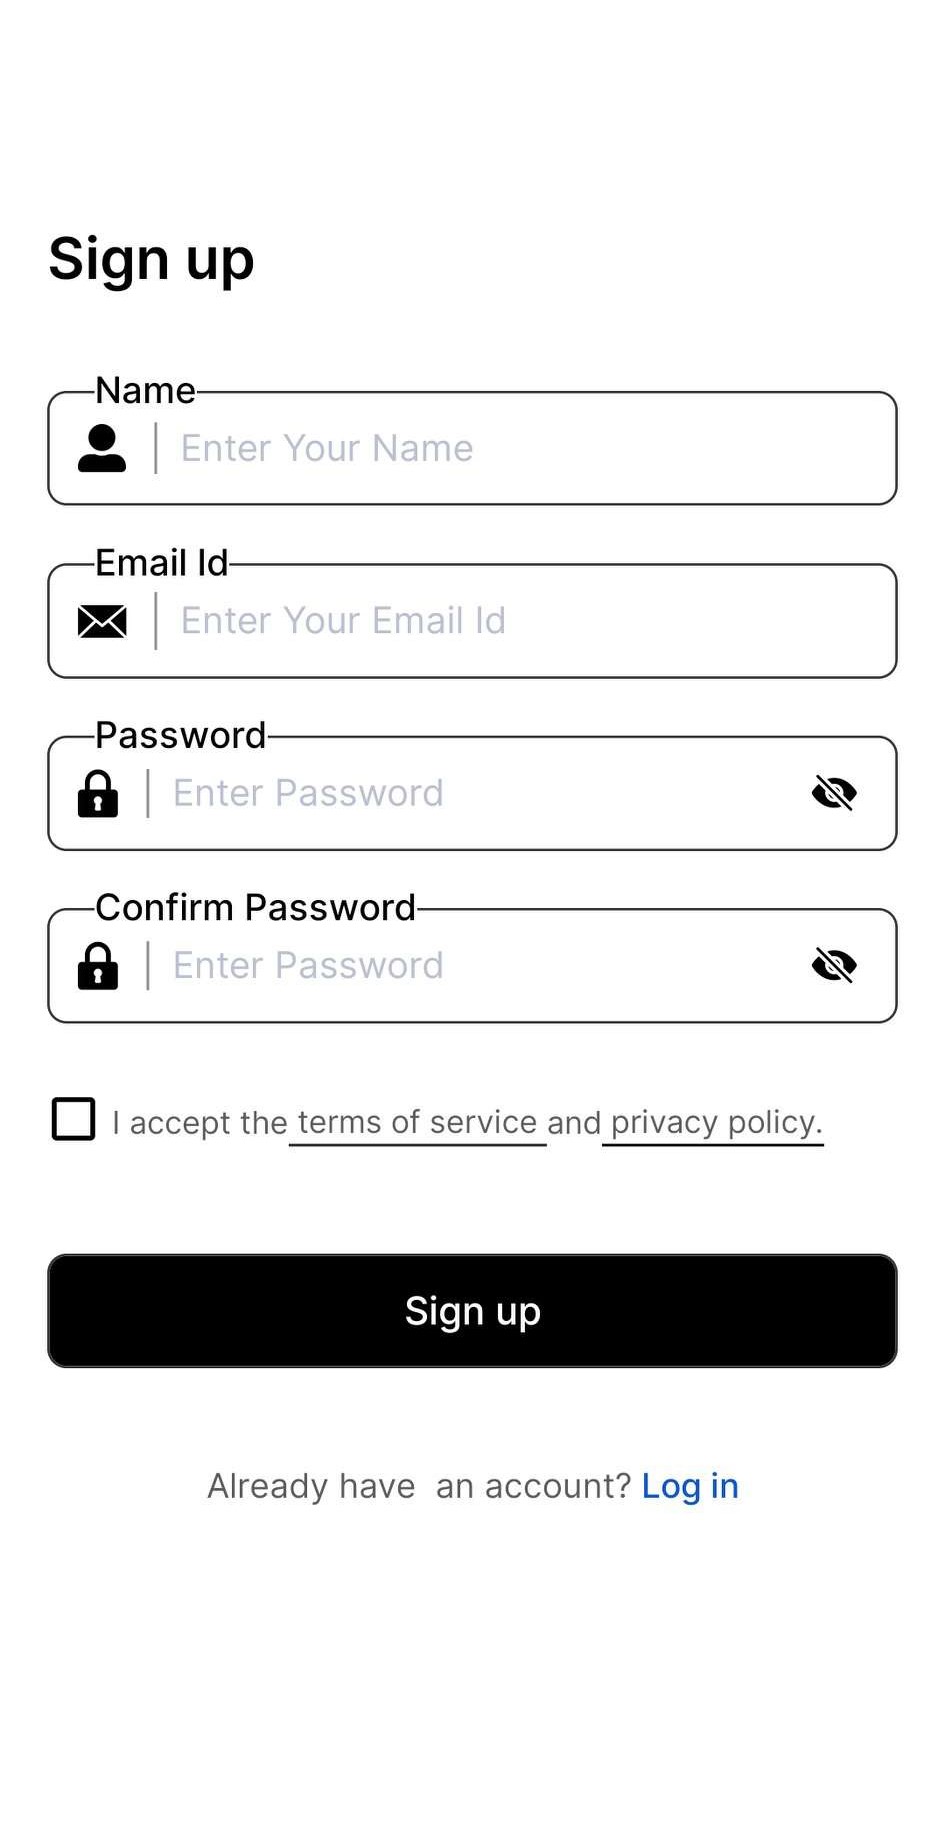 Sign up
Name
Enter Your Name
Email Id
Enter Your Email Id
Password
Enter Password
Confirm Password
Enter Password
I accept the terms of service and privacy policy.
Sign up
Already have  an account? Log in